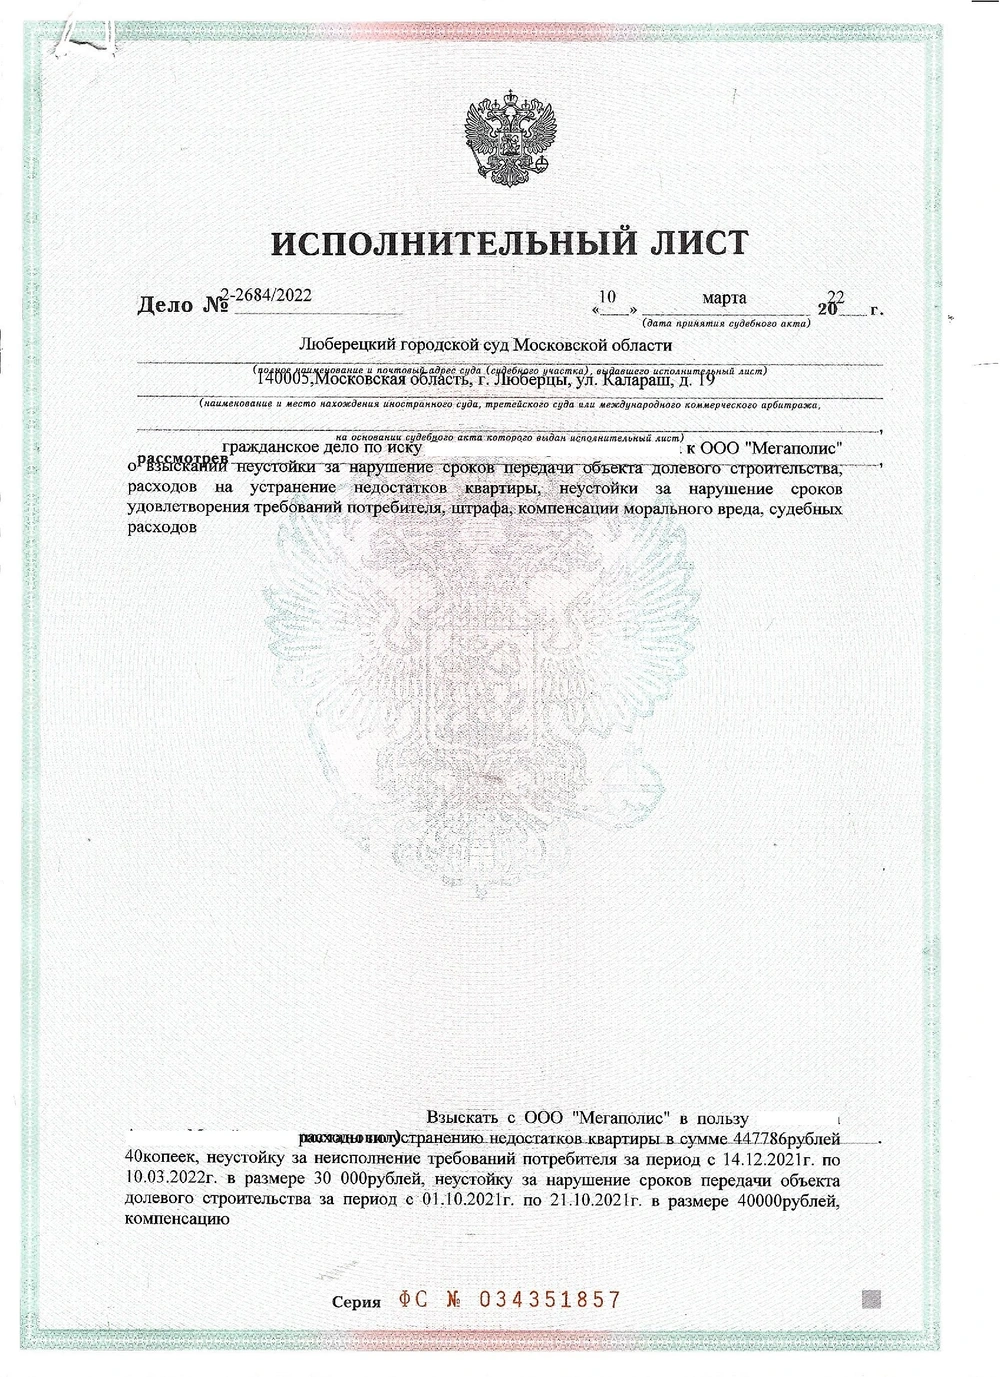 ИСПОЛНИТЕЛЬНЫЙ ЛИСТ
Дело № 2-2684/2022 « 10 » марта 2022 г.
(дата принятия судебного акта)
Люберецкий городской суд Московской области
(полное наименование и почтовый адрес суда (судебного участка), выдавшего исполнительный лист)
140005,Московская область, г. Люберцы, ул. Калараш, д. 19
(наименование и место нахождения иностранного суда, третейского суда или международного коммерческого арбитража,
,
на основании судебного акта которого выдан исполнительный лист)
рассмотрев гражданское дело по иску к ООО "Мегаполис"
о взыскании неустойки за нарушение сроков передачи объекта долевого строительства,
расходов на устранение недостатков квартиры, неустойки за нарушение сроков
удовлетворения требований потребителя, штрафа, компенсации морального вреда, судебных
расходов
Взыскать с ООО "Мегаполис" в пользу
расходы по устранению недостатков квартиры в сумме 447786рублей
40копеек, неустойку за неисполнение требований потребителя за период с 14.12.2021г. по
10.03.2022г. в размере 30 000рублей, неустойку за нарушение сроков передачи объекта
долевого строительства за период с 01.10.2021г. по 21.10.2021г. в размере 40000рублей,
компенсацию
Серия ФС № 034351857